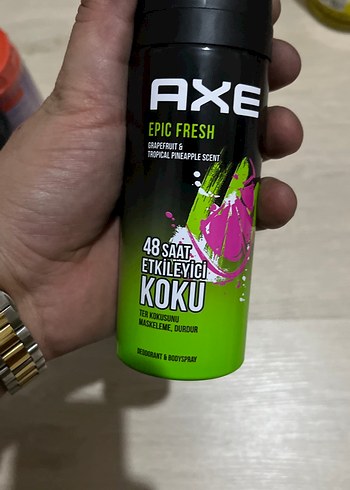 AXE
EPIC FRESH
GRAPEFRUIT &
TROPICAL PINEAPPLE SCENT
48 SAAT
ETKİLEYİCİ
KOKU
TER KOKUSUNU
MASKELEME, DURDUR
DEODORANT & BODYSPRAY